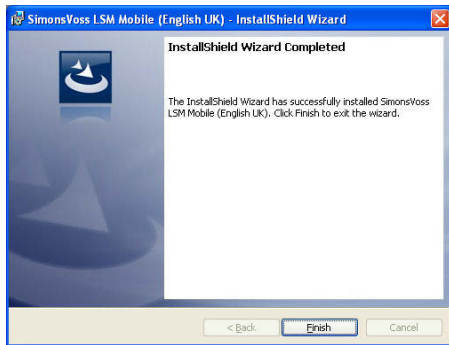 SimonsVoss LSM Mobile (English UK) - InstallShield Wizard
InstallShield Wizard Completed
The InstallShield Wizard has successfully installed SimonsVoss
LSM Mobile (English UK). Click Finish to exit the wizard.
< Back Finish Cancel